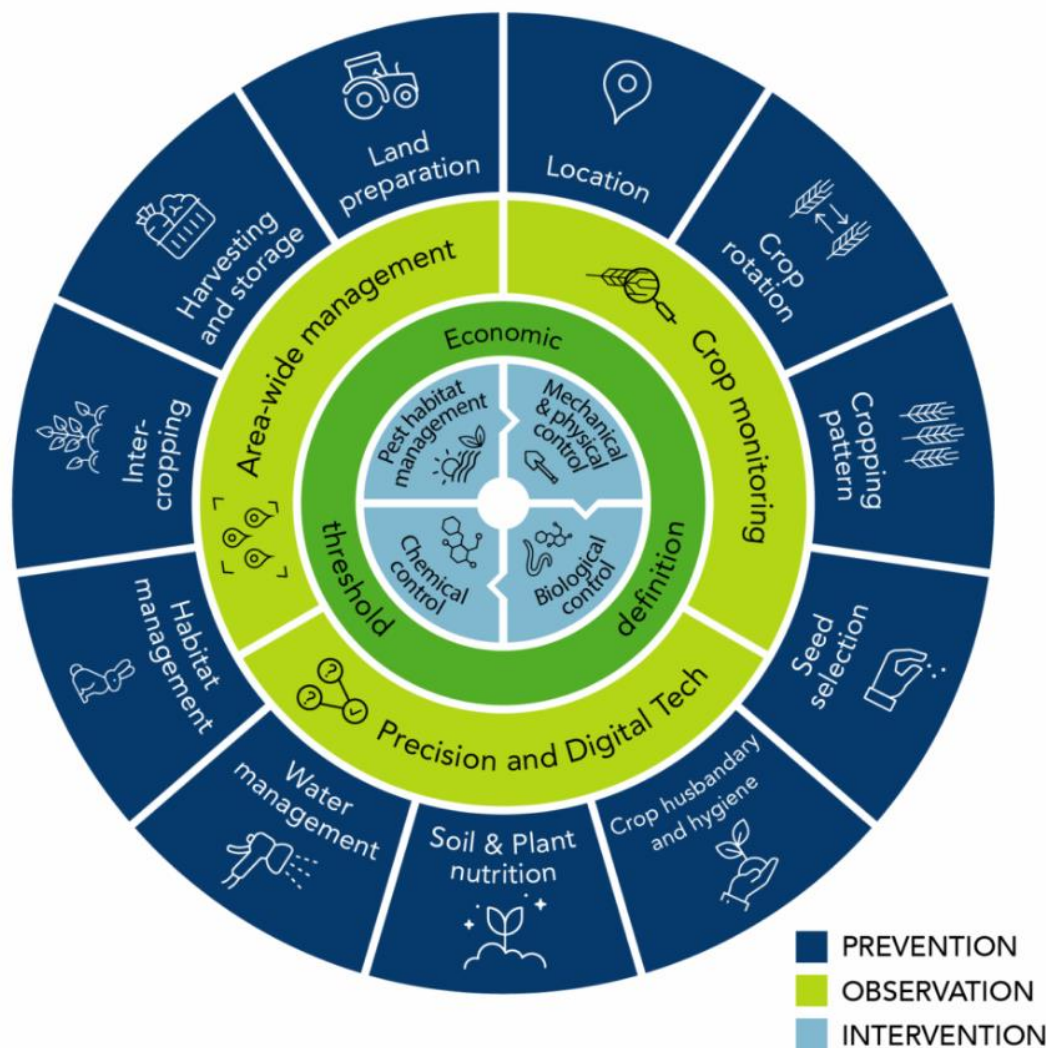 Land
preparation
Location
Crop
rotation
Cropping
pattern
Seed
selection
Crop husbandary
and hygiene
Soil & Plant
nutrition
Water
management
Habitat
management
Inter-
cropping
Harvesting
and storage
Area-wide management
Crop monitoring
Precision and Digital Tech
Economic
threshold
definition
Pest habitat
management
Mechanical
& physical
control
Chemical
control
Biological
control
? ? 
PREVENTION
OBSERVATION
INTERVENTION